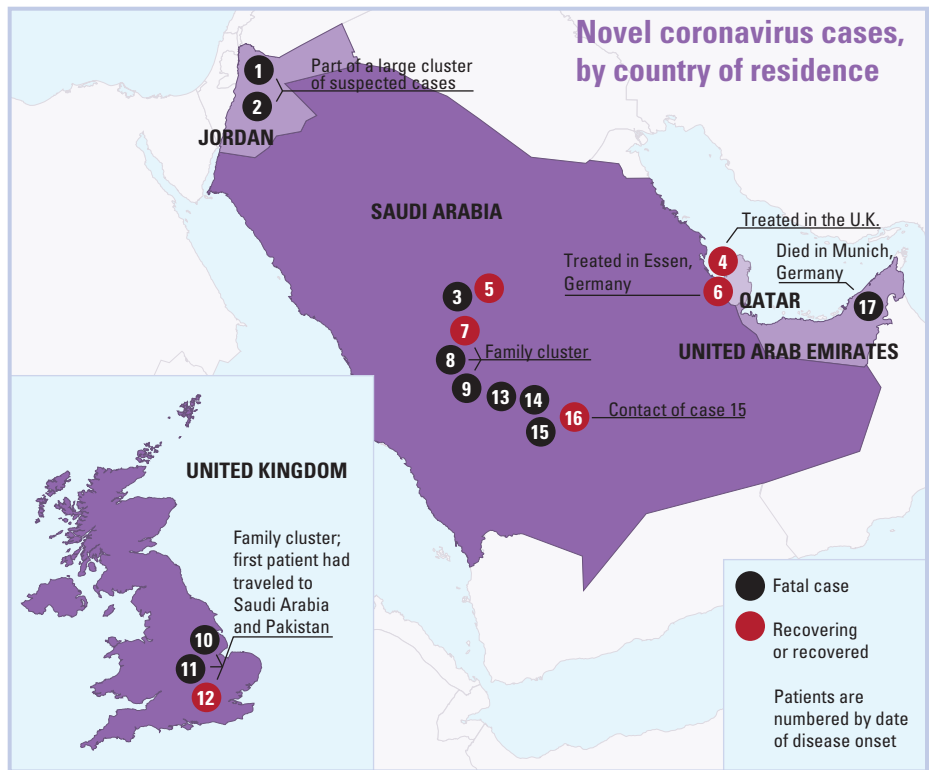 Novel coronavirus cases,
by country of residence
1
2
Part of a large cluster
of suspected cases
JORDAN
SAUDI ARABIA
Treated in the U.K.
4
Treated in Essen,
Germany
6
QATAR
Died in Munich,
Germany
17
UNITED ARAB EMIRATES
3
5
7
8
Family cluster
9
13
14
15
16
Contact of case 15
UNITED KINGDOM
Family cluster;
first patient had
traveled to
Saudi Arabia
and Pakistan
10
11
12
Fatal case
Recovering
or recovered
Patients are
numbered by date
of disease onset